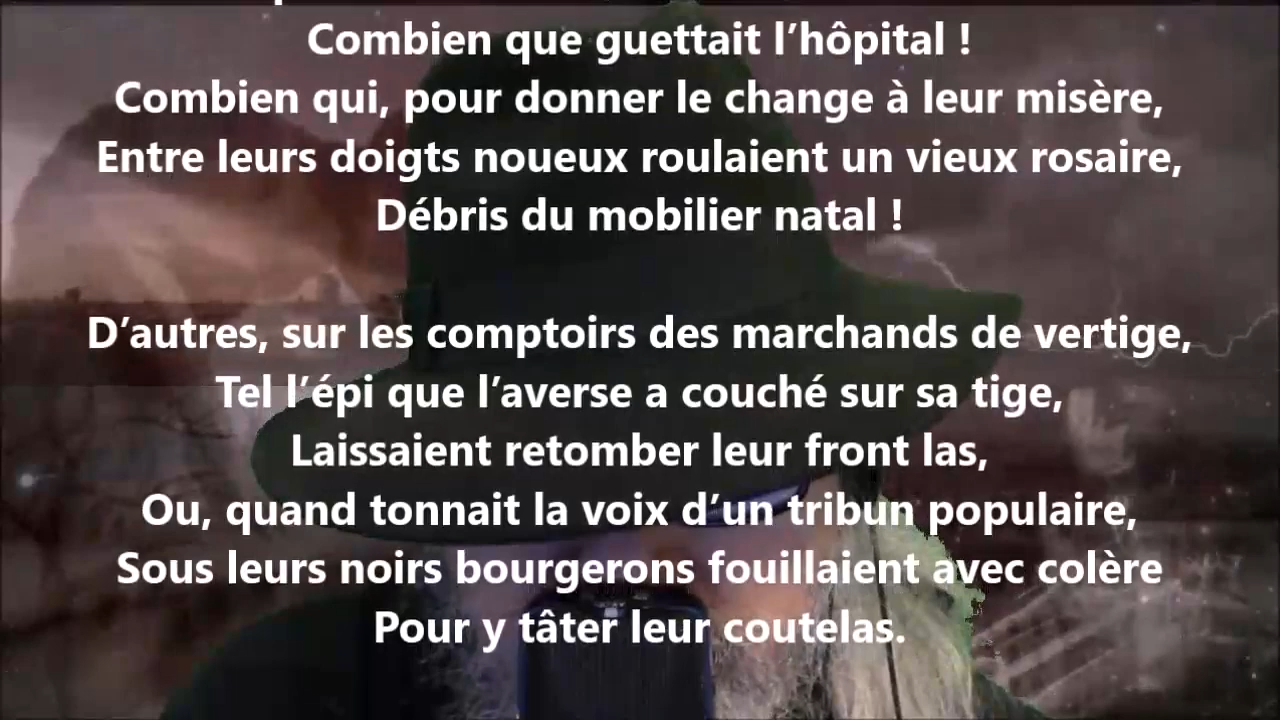 Combien que guettait l’hôpital !
Combien qui, pour donner le change à leur misère,
Entre leurs doigts noueux roulaient un vieux rosaire,
Débris du mobilier natal !
D’autres, sur les comptoirs des marchands de vertige,
Tel l’épi que l’averse a couché sur sa tige,
Laissaient retomber leur front las,
Ou, quand tonnait la voix d’un tribun populaire,
Sous leurs noirs bourgerons fouillaient avec colère
Pour y tâter leur coutelas.